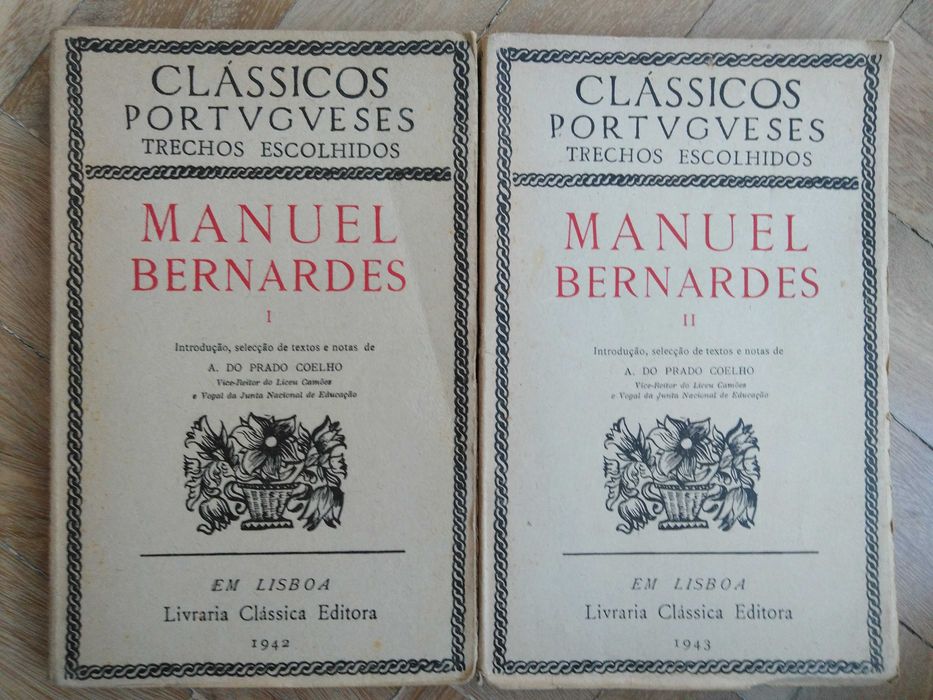 CLÁSSICOS
PORTVGVESES
TRECHOS ESCOLHIDOS
MANUEL
BERNARDES
I
Introdução, selecção de textos e notas de
A. DO PRADO COELHO
Vice-Reitor do Liceu Camões
e Vogal da Junta Nacional de Educação
EM LISBOA
Livraria Clássica Editora
1942
CLÁSSICOS
PORTVGVESES
TRECHOS ESCOLHIDOS
MANUEL
BERNARDES
II
Introdução, selecção de textos e notas de
A. DO PRADO COELHO
Vice-Reitor do Liceu Camões
e Vogal da Junta Nacional de Educação
EM LISBOA
Livraria Clássica Editora
1943